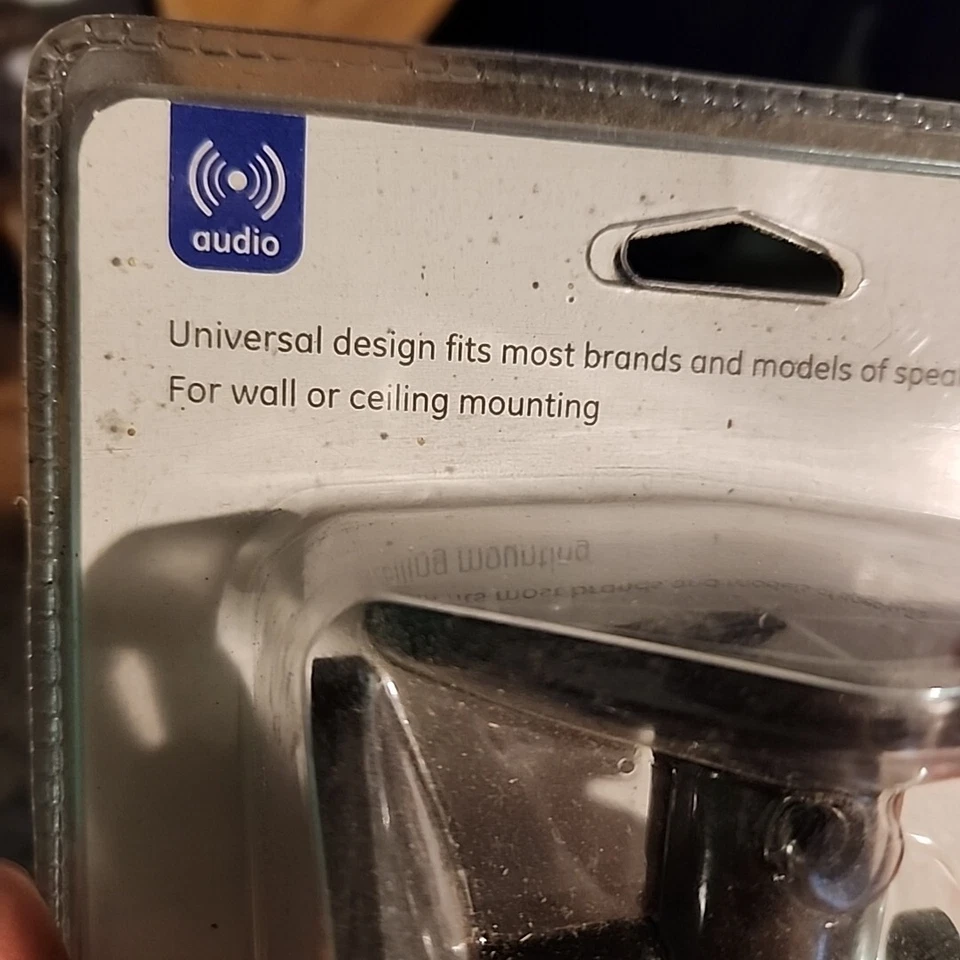 audio
Universal design fits most brands and models of
For wall or ceiling mounting